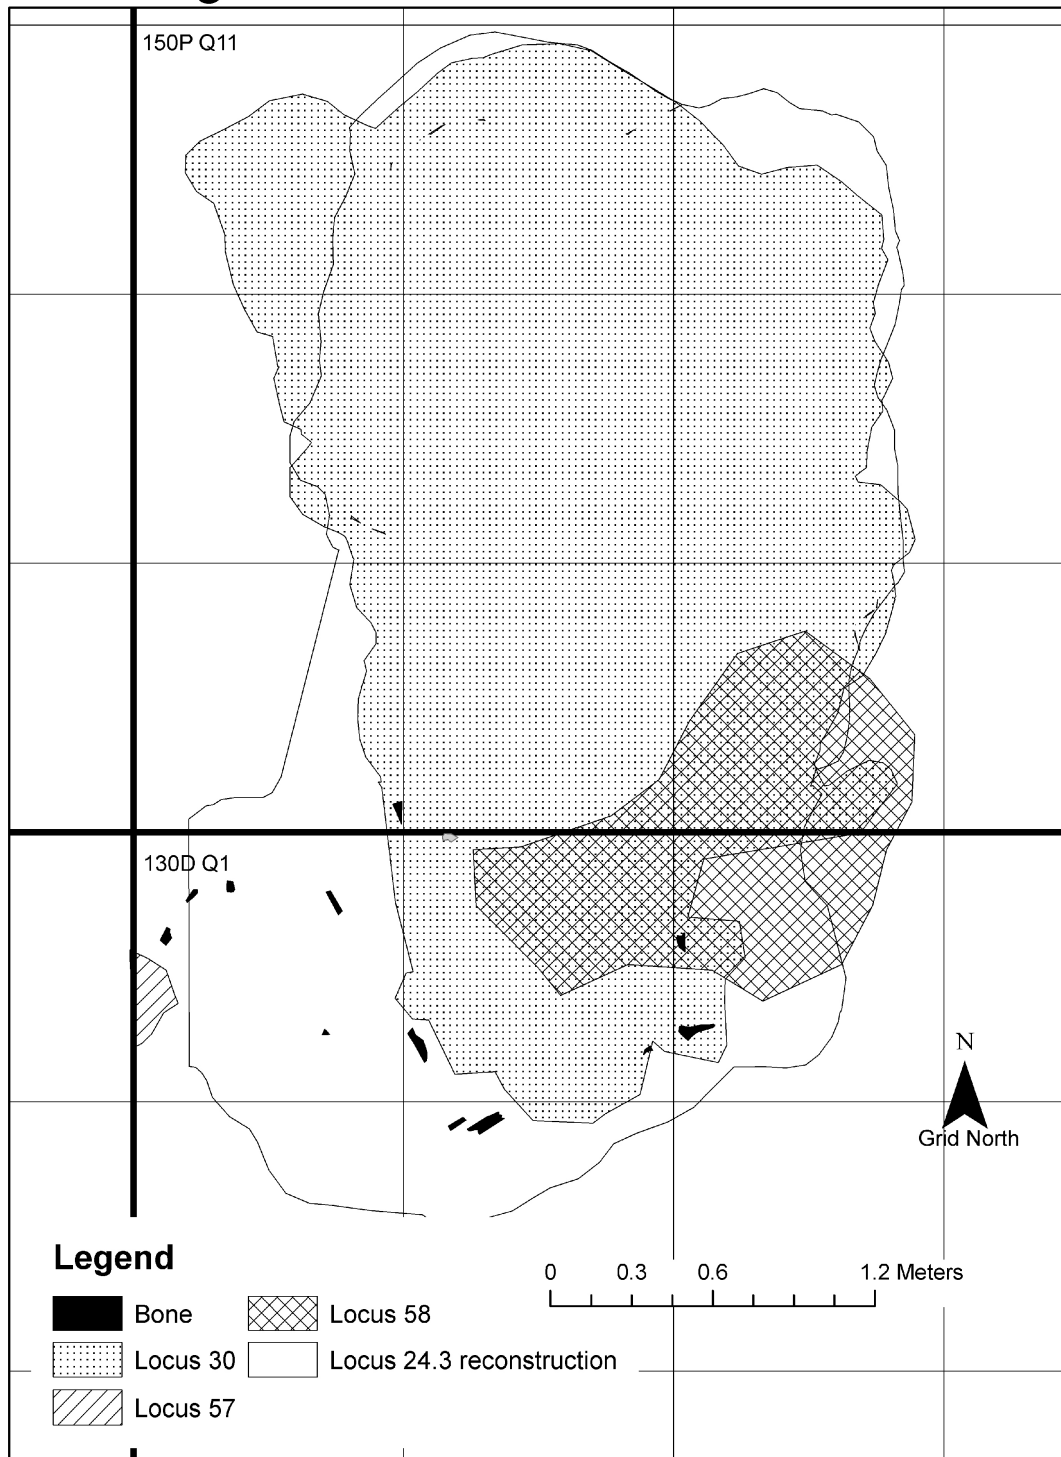 150P Q11
130D Q1
N
Grid North
Legend
Bone
Locus 58
Locus 30
Locus 24.3 reconstruction
Locus 57
0 0.3 0.6 1.2 Meters